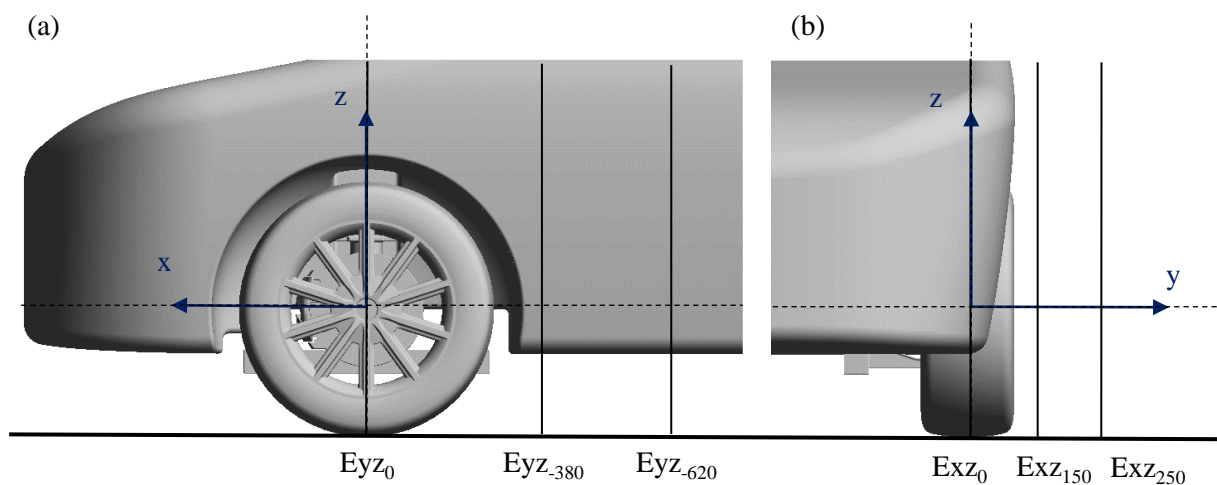 (a)
(b)
z
z
x
y
Eyz₀
Eyz₋₃₈₀
Eyz₋₆₂₀
Exz₀
Exz₁₅₀
Exz₂₅₀